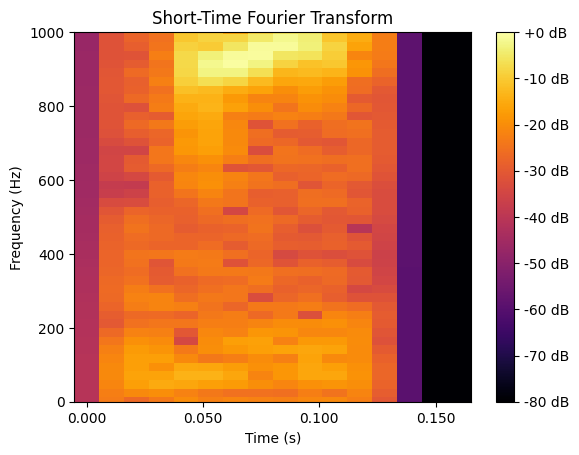 Short-Time Fourier Transform
1000
800
600
400
200
0
Frequency (Hz)
0.000
0.050
0.100
0.150
Time (s)
+0 dB
-10 dB
-20 dB
-30 dB
-40 dB
-50 dB
-60 dB
-70 dB
-80 dB